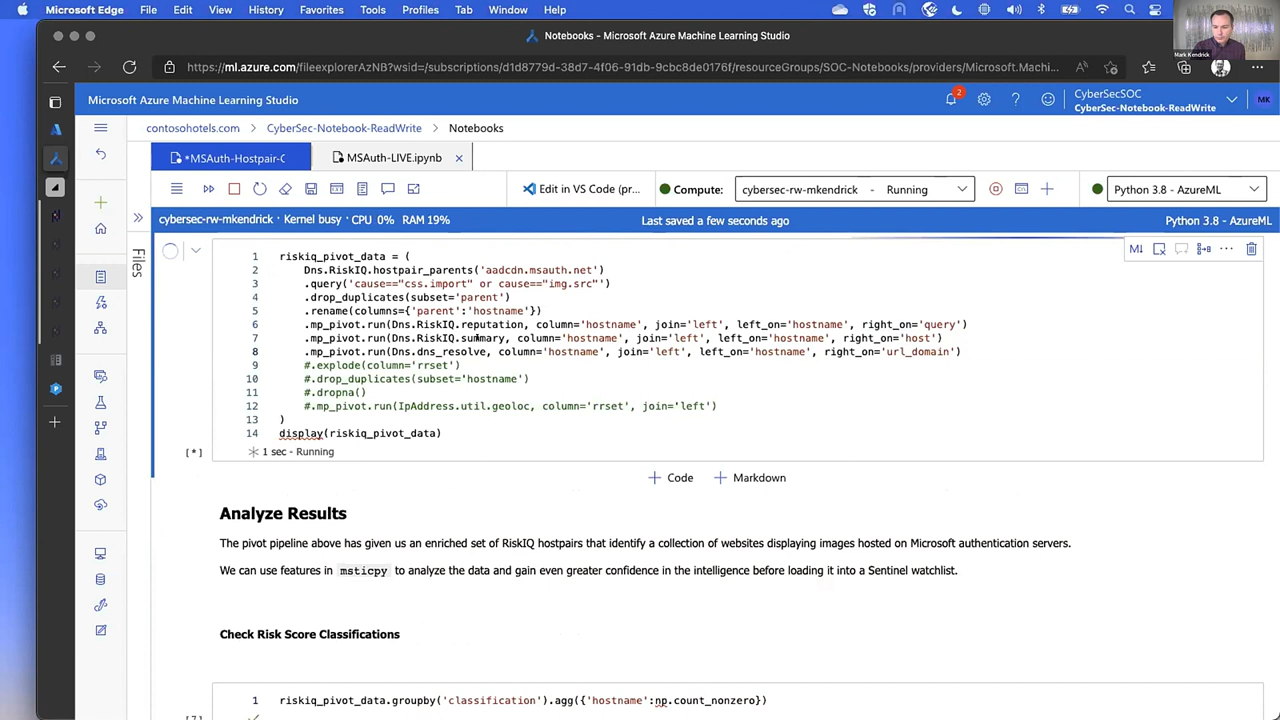 Microsoft Edge File Edit View History Favorites Tools Profiles Tab Window Help
Mark Kendrick
Notebooks - Microsoft Azure Machine Learning Studio
https://ml.azure.com/fileexplorerAzNB?wsid=/subscriptions/d1d8779d-38d7-4f06-91db-9cbc8de0176f/resourceGroups/SOC-Notebooks/providers/Microsoft.Machi...
Microsoft Azure Machine Learning Studio
2
CyberSecSOC
CyberSec-Notebook-ReadWrite
MK
contosohotels.com > CyberSec-Notebook-ReadWrite > Notebooks
*MSAuth-Hostpair-C
MSAuth-LIVE.ipynb
Edit in VS Code (pr...
Compute:
cybersec-rw-mkendrick - Running
Python 3.8 - AzureML
cybersec-rw-mkendrick · Kernel busy · CPU 0% RAM 19%
Last saved a few seconds ago
Python 3.8 - AzureML
Files
1 riskiq_pivot_data = (
2 Dns.RiskIQ.hostpair_parents('aadcdn.msauth.net')
3 .query('cause=="css.import" or cause=="img.src"')
4 .drop_duplicates(subset='parent')
5 .rename(columns={'parent':'hostname'})
6 .mp_pivot.run(Dns.RiskIQ.reputation, column='hostname', join='left', left_on='hostname', right_on='query')
7 .mp_pivot.run(Dns.RiskIQ.summary, column='hostname', join='left', left_on='hostname', right_on='host')
8 .mp_pivot.run(Dns.dns_resolve, column='hostname', join='left', left_on='hostname', right_on='url_domain')
9 #.explode(column='rrset')
10 #.drop_duplicates(subset='hostname')
11 #.dropna()
12 #.mp_pivot.run(IpAddress.util.geoloc, column='rrset', join='left')
13 )
14 display(riskiq_pivot_data)
[*]
1 sec - Running
+ Code + Markdown
Analyze Results
The pivot pipeline above has given us an enriched set of RiskIQ hostpairs that identify a collection of websites displaying images hosted on Microsoft authentication servers.
We can use features in msticpy to analyze the data and gain even greater confidence in the intelligence before loading it into a Sentinel watchlist.
Check Risk Score Classifications
1 riskiq_pivot_data.groupby('classification').agg({'hostname':np.count_nonzero})
[7]